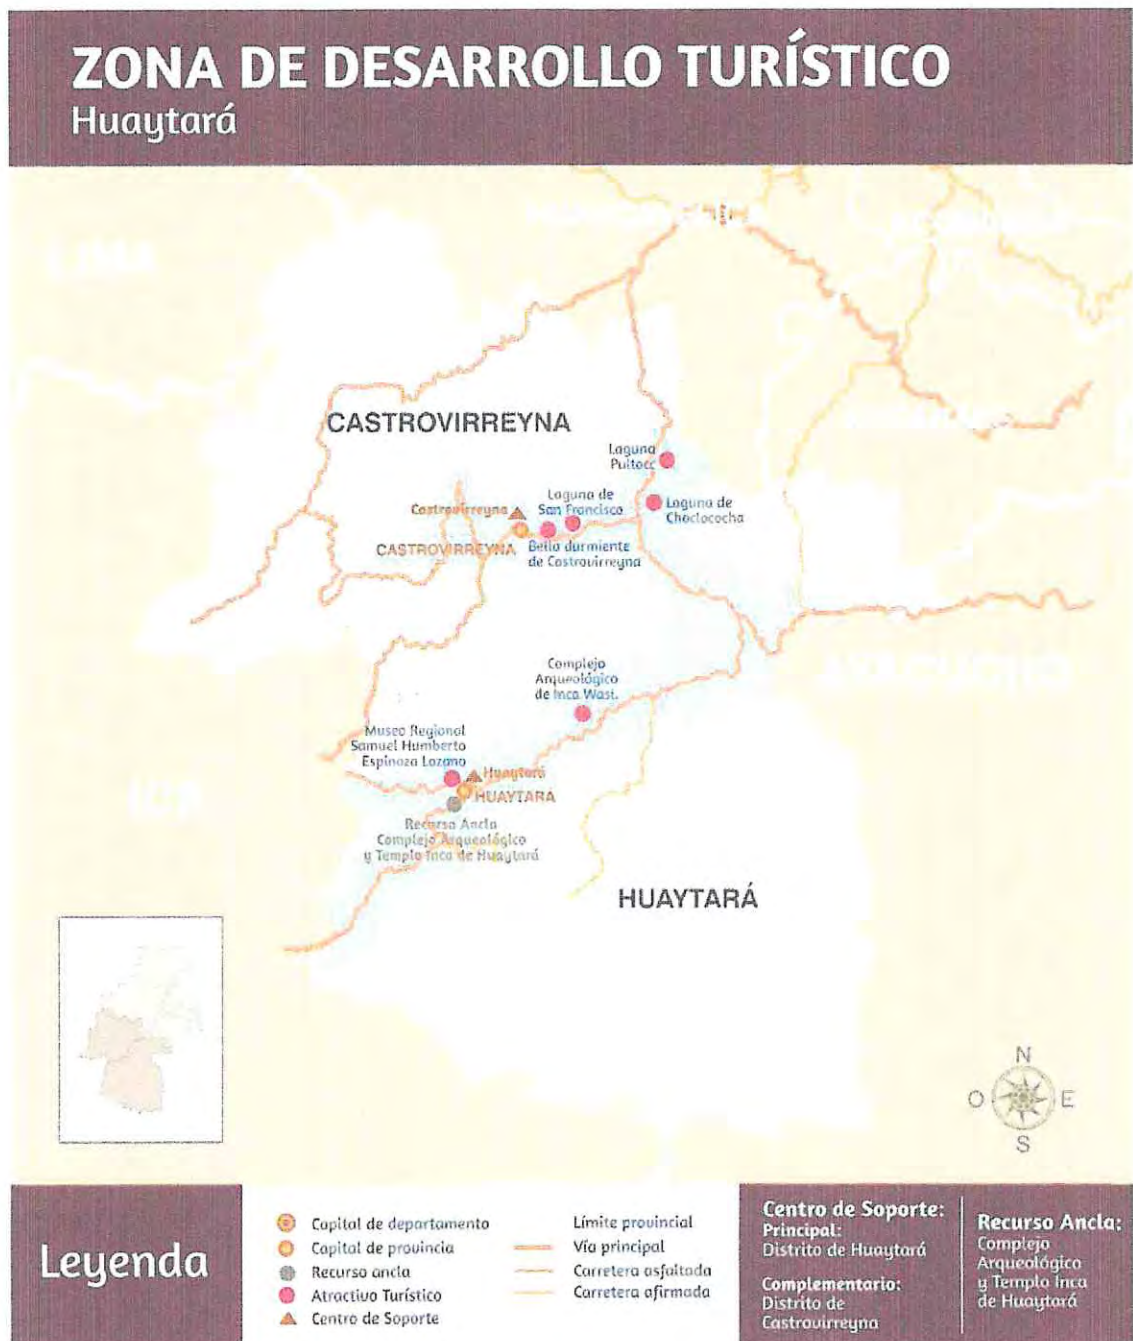 ZONA DE DESARROLLO TURÍSTICO
Huaytará
LIMA
CASTROVIRREYNA
Laguna
Pultocc
Laguna de
San Francisco
Laguna de
Choclococha
Castrovirreyna
CASTROVIRREYNA
Bella durmiente
de Castrovirreyna
AYACUCHO
Complejo
Arqueológico
de Inca Wasi.
Museo Regional
Samuel Humberto
Espinoza Lozano
Huaytará
HUAYTARÁ
ICA
Recurso Ancla
Complejo Arqueológico
y Templo Inca de Huaytará
HUAYTARÁ
N
O
E
S
Leyenda
Capital de departamento
Capital de provincia
Recurso ancla
Atractivo Turístico
Centro de Soporte
Límite provincial
Vía principal
Carretera asfaltada
Carretera afirmada
Centro de Soporte:
Principal:
Distrito de Huaytará
Complementario:
Distrito de
Castrovirreyna
Recurso Ancla:
Complejo
Arqueológico
y Templo Inca
de Huaytará